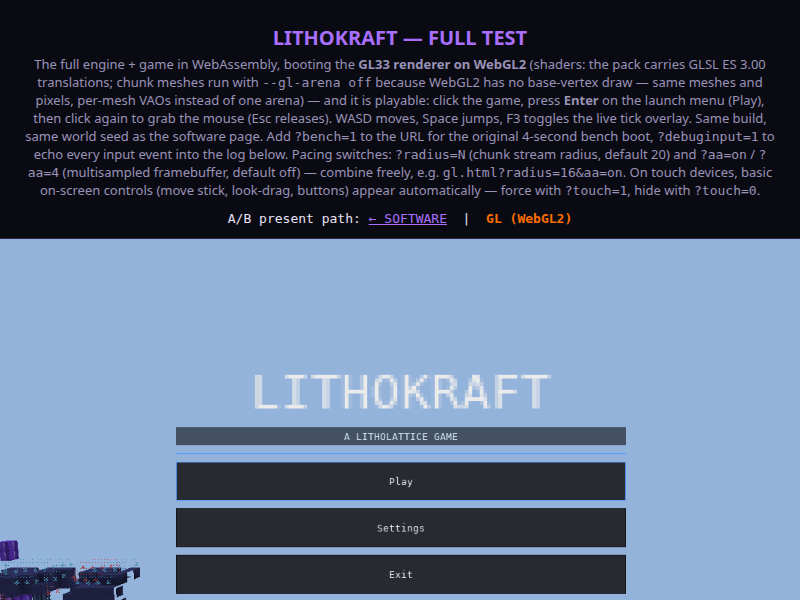 LITHOKRAFT — FULL TEST
The full engine + game in WebAssembly, booting the GL33 renderer on WebGL2 (shaders: the pack carries GLSL ES 3.00
translations; chunk meshes run with --gl-arena off because WebGL2 has no base-vertex draw — same meshes and
pixels, per-mesh VAOs instead of one arena) — and it is playable: click the game, press Enter on the launch menu (Play),
then click again to grab the mouse (Esc releases). WASD moves, Space jumps, F3 toggles the live tick overlay. Same build,
same world seed as the software page. Add ?bench=1 to the URL for the original 4-second bench boot, ?debuginput=1 to
echo every input event into the log below. Pacing switches: ?radius=N (chunk stream radius, default 20) and ?aa=on / ?
aa=4 (multisampled framebuffer, default off) — combine freely, e.g. gl.html?radius=16&aa=on. On touch devices, basic
on-screen controls (move stick, look-drag, buttons) appear automatically — force with ?touch=1, hide with ?touch=0.
A/B present path: ← SOFTWARE | GL (WebGL2)
LITHOKRAFT
A LITHOLATTICE GAME
Play
Settings
Exit